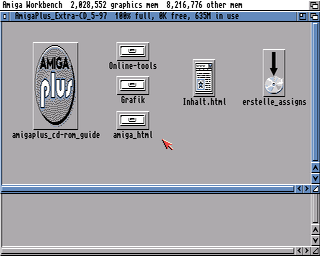 Amiga Workbench 2,028,552 graphics mem 8,216,776 other mem
AmigaPlus_Extra-CD_5-97 100% full, 0K free, 635M in use
AMIGA
plus
Online-tools
Grafik
Inhalt.html
erstelle_assigns
amigaplus_cd-rom_guide
amiga_html